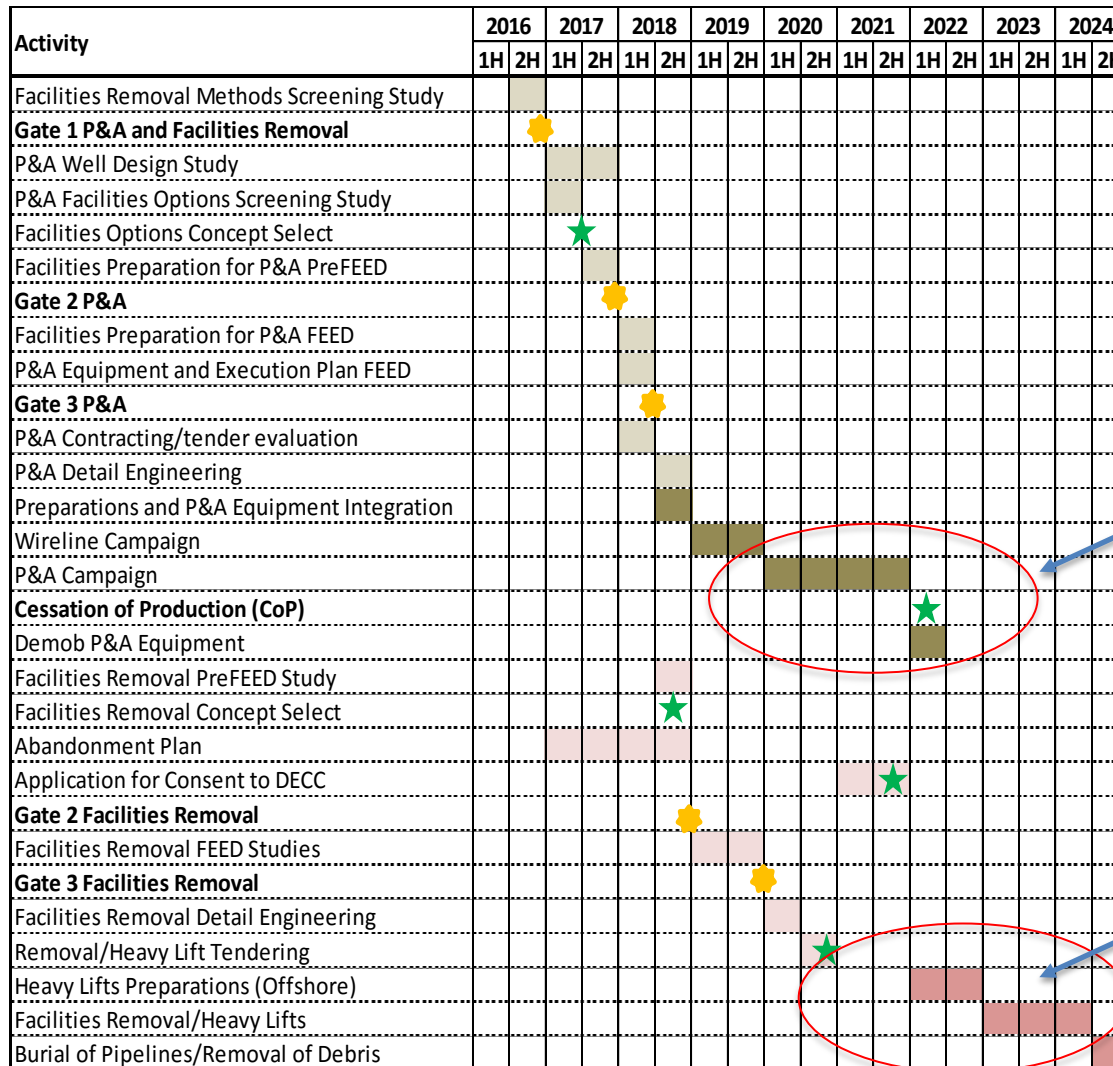 Activity 2016 2017 2018 2019 2020 2021 2022 2023 2024
1H 2H 1H 2H 1H 2H 1H 2H 1H 2H 1H 2H 1H 2H 1H 2H 1H
Facilities Removal Methods Screening Study
Gate 1 P&A and Facilities Removal
P&A Well Design Study
P&A Facilities Options Screening Study
Facilities Options Concept Select
Facilities Preparation for P&A PreFEED
Gate 2 P&A
Facilities Preparation for P&A FEED
P&A Equipment and Execution Plan FEED
Gate 3 P&A
P&A Contracting/tender evaluation
P&A Detail Engineering
Preparations and P&A Equipment Integration
Wireline Campaign
P&A Campaign
Cessation of Production (CoP)
Demob P&A Equipment
Facilities Removal PreFEED Study
Facilities Removal Concept Select
Abandonment Plan
Application for Consent to DECC
Gate 2 Facilities Removal
Facilities Removal FEED Studies
Gate 3 Facilities Removal
Facilities Removal Detail Engineering
Removal/Heavy Lift Tendering
Heavy Lifts Preparations (Offshore)
Facilities Removal/Heavy Lifts
Burial of Pipelines/Removal of Debris